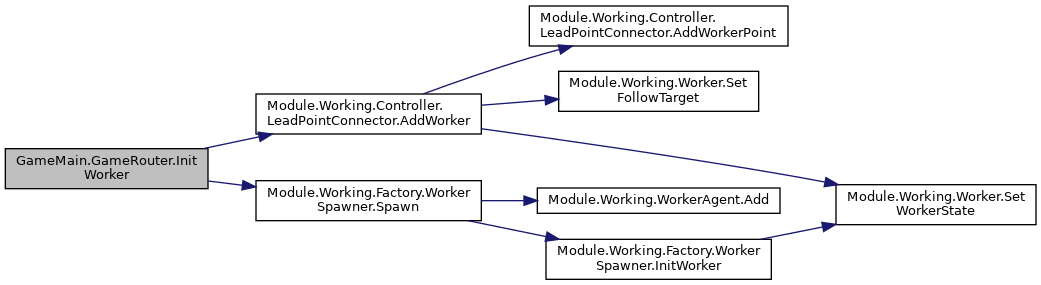 GameMain.GameRouter.Init
Worker
Module.Working.Controller.
LeadPointConnector.AddWorker
Module.Working.Factory.Worker
Spawner.Spawn
Module.Working.Controller.
LeadPointConnector.AddWorkerPoint
Module.Working.Worker.Set
FollowTarget
Module.Working.WorkerAgent.Add
Module.Working.Factory.Worker
Spawner.InitWorker
Module.Working.Worker.Set
WorkerState